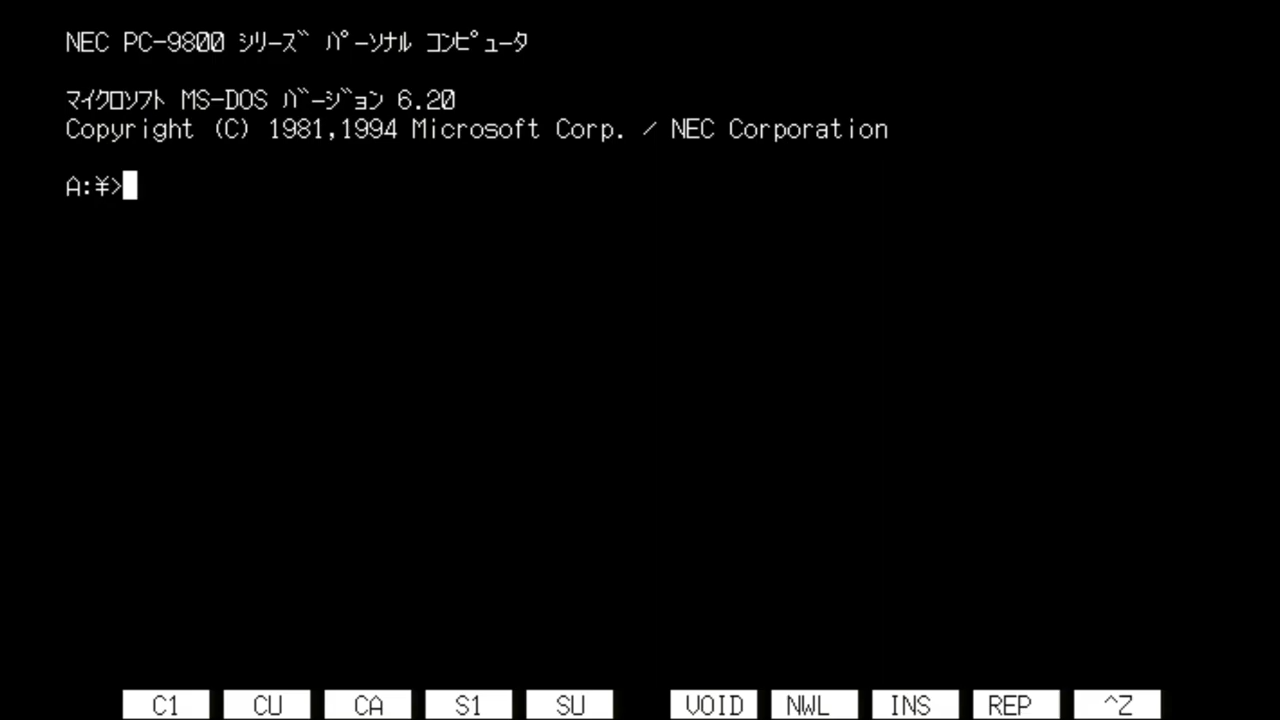 NEC PC-9800 シリーズ パーソナル コンピュータ
マイクロソフト MS-DOS バージョン 6.20
Copyright (C) 1981,1994 Microsoft Corp. / NEC Corporation
A:¥>
C1 CU CA S1 SU VOID NWL INS REP ^Z